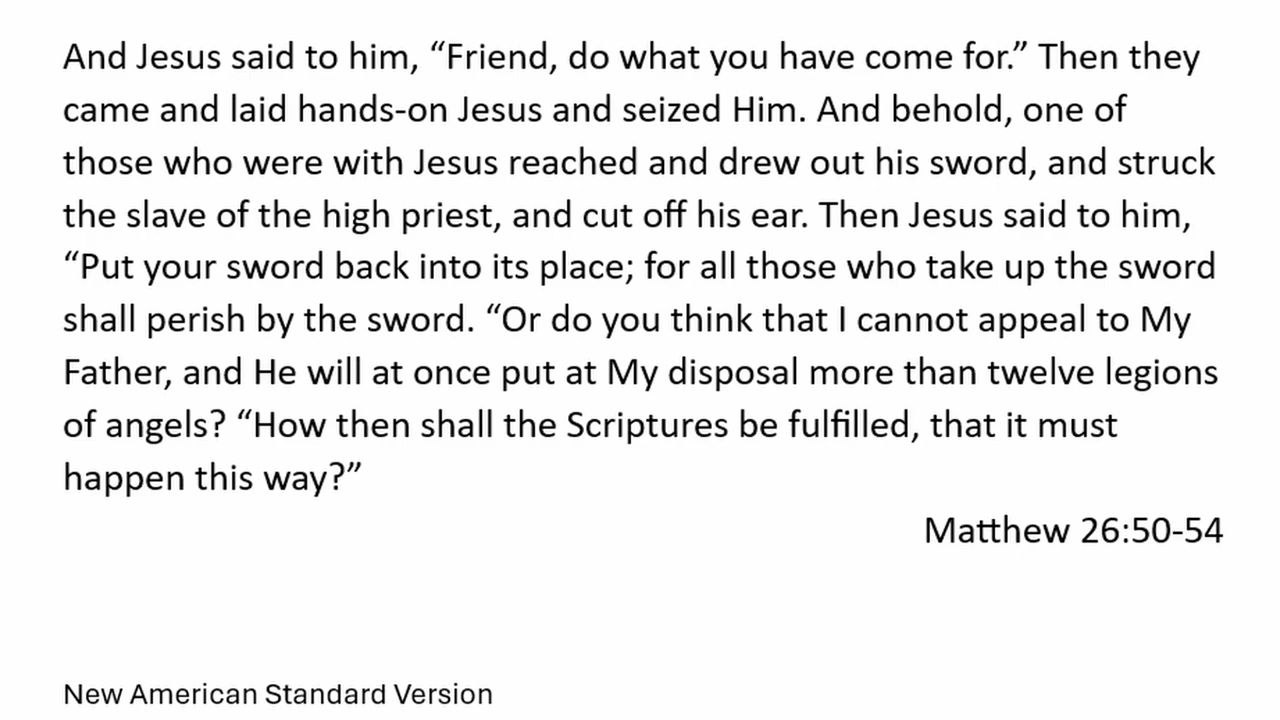 And Jesus said to him, “Friend, do what you have come for.” Then they
came and laid hands-on Jesus and seized Him. And behold, one of
those who were with Jesus reached and drew out his sword, and struck
the slave of the high priest, and cut off his ear. Then Jesus said to him,
“Put your sword back into its place; for all those who take up the sword
shall perish by the sword. “Or do you think that I cannot appeal to My
Father, and He will at once put at My disposal more than twelve legions
of angels? “How then shall the Scriptures be fulfilled, that it must
happen this way?”
Matthew 26:50-54
New American Standard Version